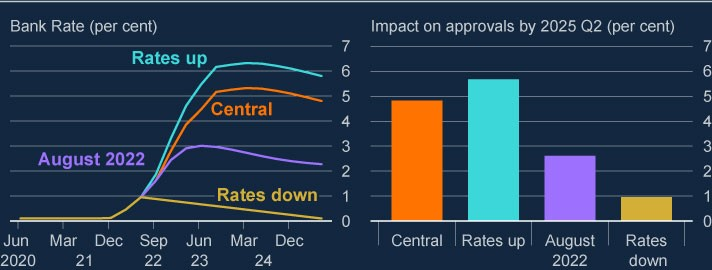 Bank Rate (per cent)
7
6
5
4
3
2
1
0
Rates up
Central
August 2022
Rates down
Jun Mar Dec Sep Jun Mar Dec
2020 21 22 23 24
Impact on approvals by 2025 Q2 (per cent)
7
6
5
4
3
2
1
0
Central Rates up August Rates
2022 down